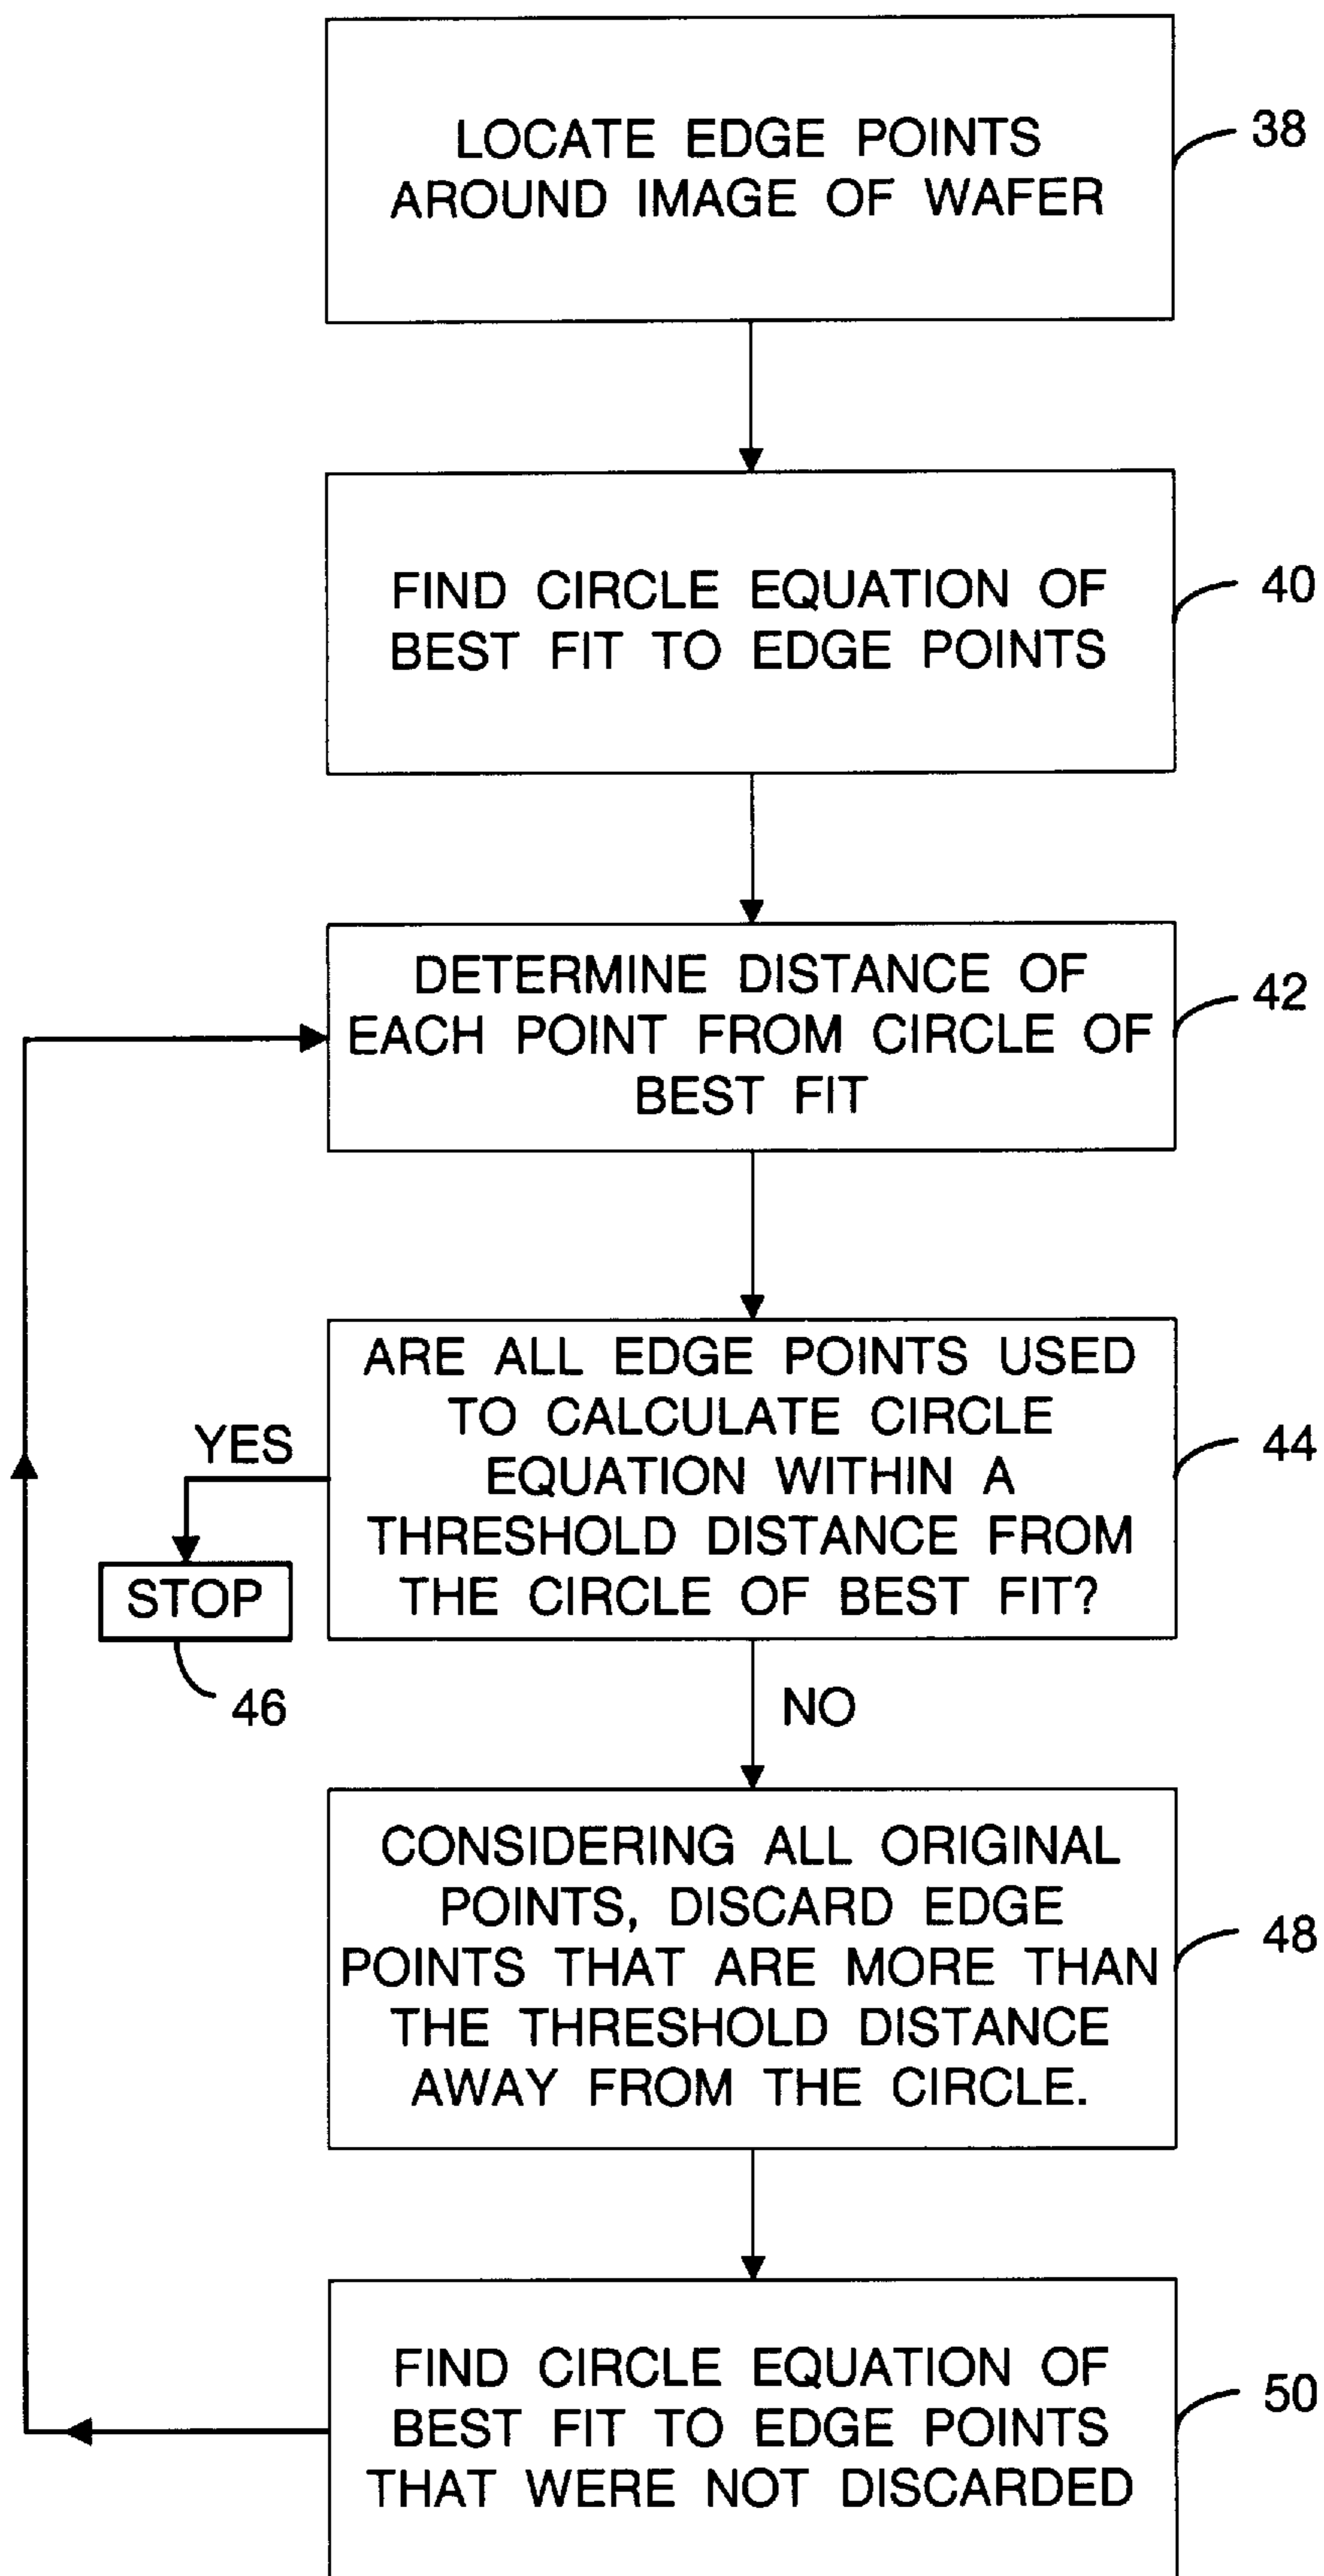 LOCATE EDGE POINTS
AROUND IMAGE OF WAFER
38
FIND CIRCLE EQUATION OF
BEST FIT TO EDGE POINTS
40
DETERMINE DISTANCE OF
EACH POINT FROM CIRCLE OF
BEST FIT
42
ARE ALL EDGE POINTS USED
TO CALCULATE CIRCLE
EQUATION WITHIN A
THRESHOLD DISTANCE FROM
THE CIRCLE OF BEST FIT?
44
YES
STOP
46
NO
CONSIDERING ALL ORIGINAL
POINTS, DISCARD EDGE
POINTS THAT ARE MORE THAN
THE THRESHOLD DISTANCE
AWAY FROM THE CIRCLE.
48
FIND CIRCLE EQUATION OF
BEST FIT TO EDGE POINTS
THAT WERE NOT DISCARDED
50